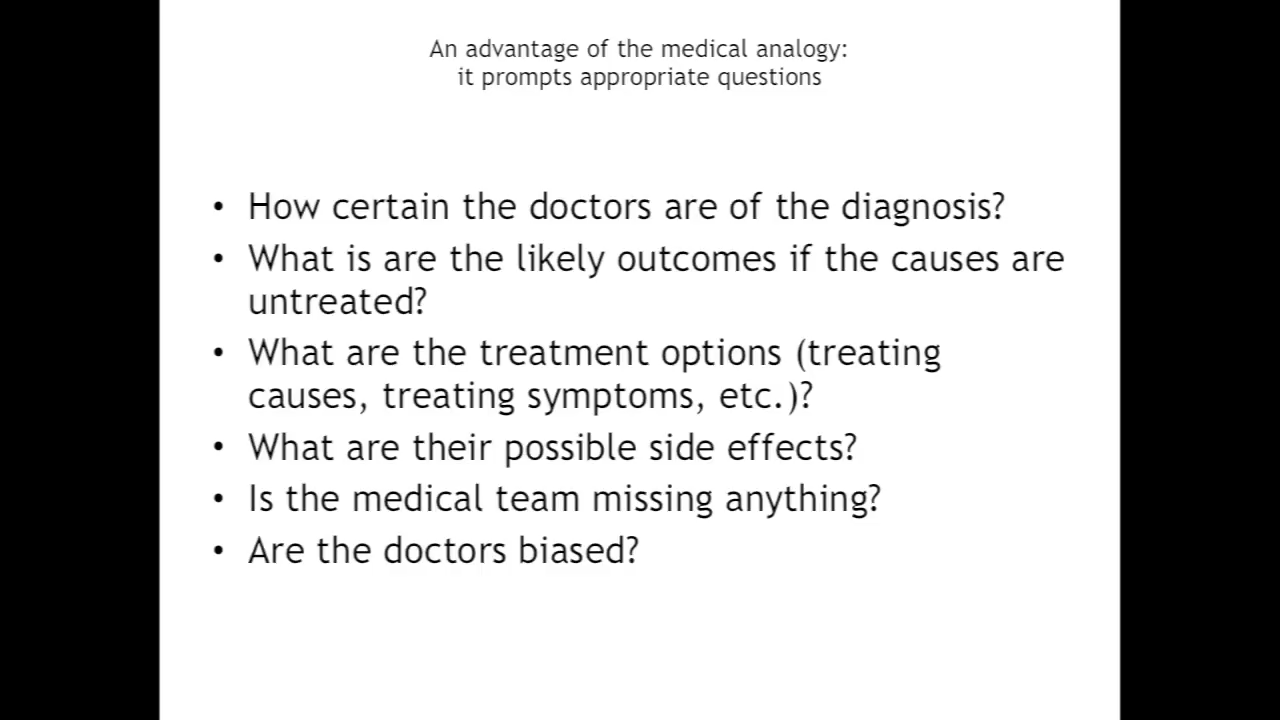 An advantage of the medical analogy:
it prompts appropriate questions
• How certain the doctors are of the diagnosis?
• What is are the likely outcomes if the causes are
untreated?
• What are the treatment options (treating
causes, treating symptoms, etc.)?
• What are their possible side effects?
• Is the medical team missing anything?
• Are the doctors biased?